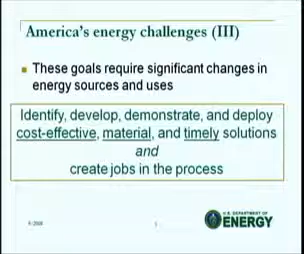 America's energy challenges (III)
These goals require significant changes in
energy sources and uses
Identify, develop, demonstrate, and deploy
cost-effective, material, and timely solutions
and
create jobs in the process
U.S. DEPARTMENT OF
ENERGY